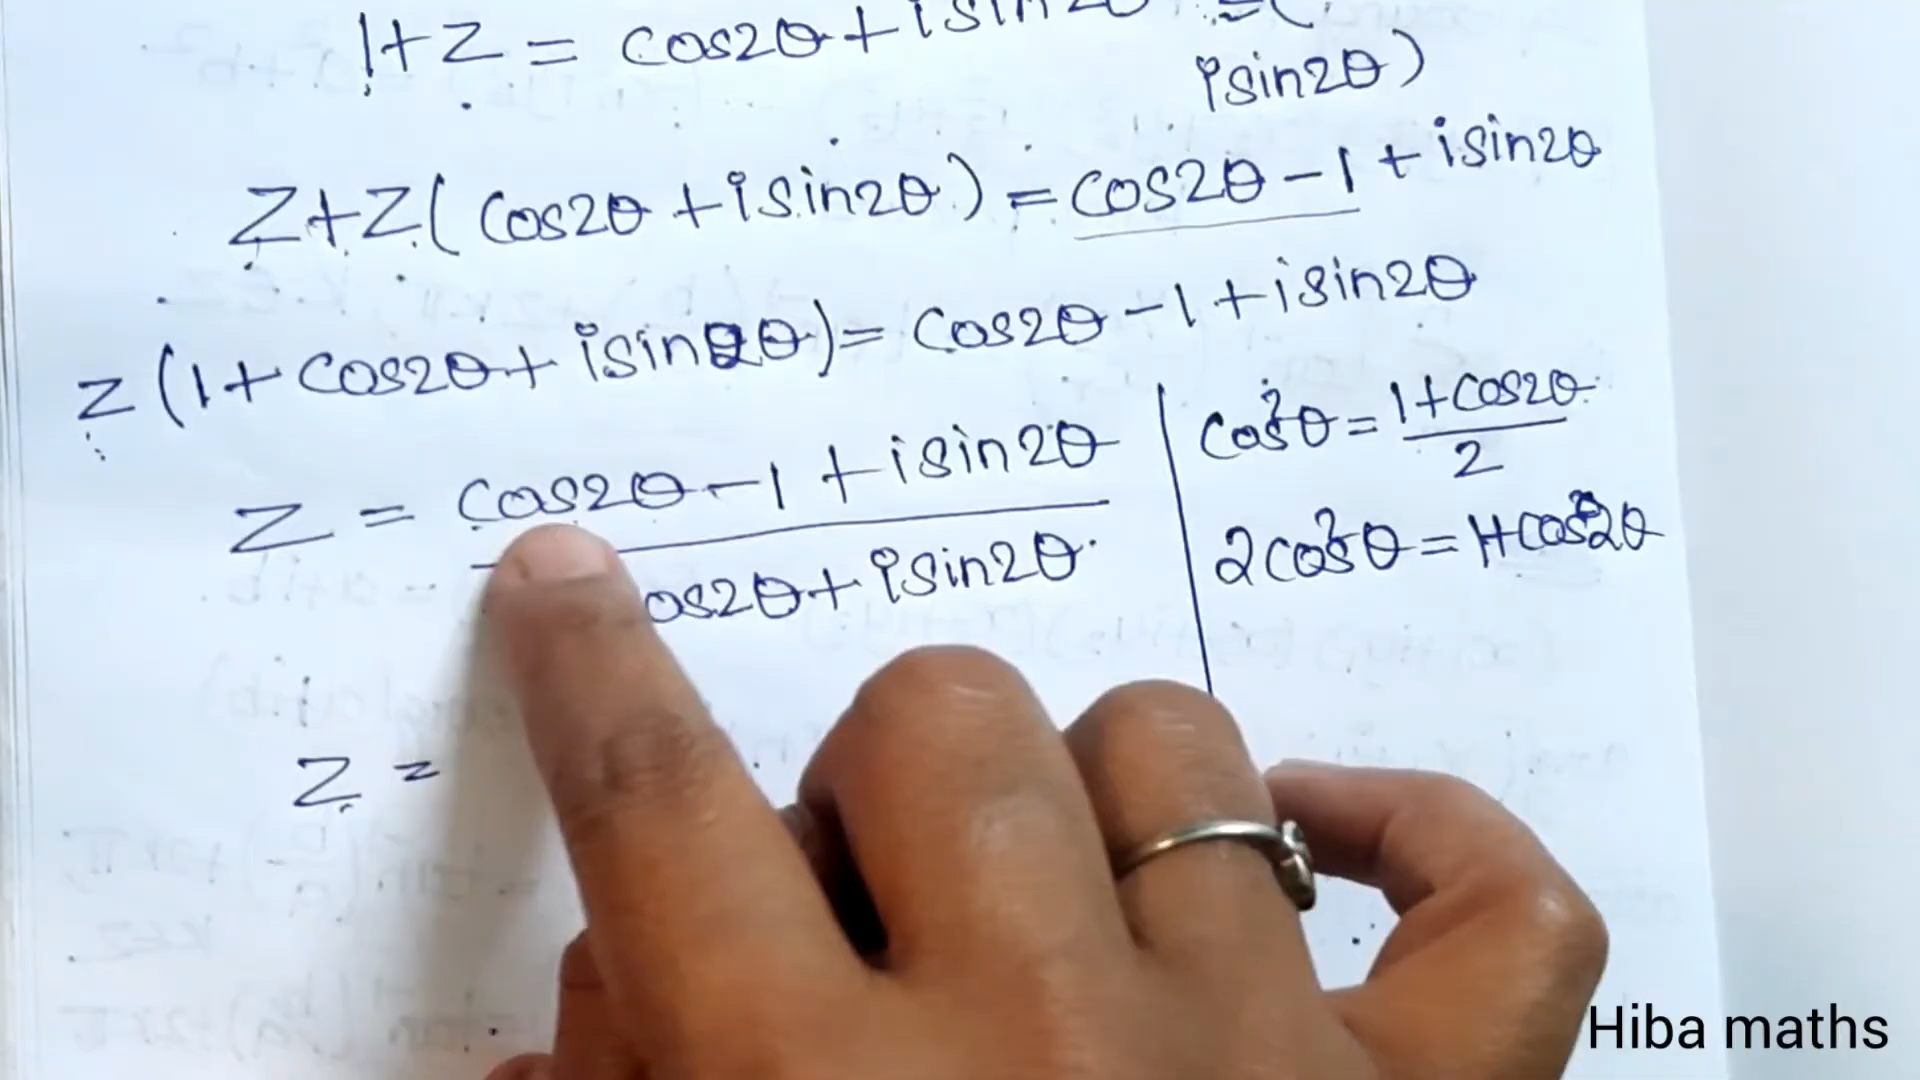 1+z = cos2θ+isin2θ =(
isin2θ)
z+z(cos2θ+isin2θ)=cos2θ-1+isin2θ
z(1+cos2θ+isin2θ)=cos2θ-1+isin2θ
z = cos2θ-1+isin2θ
os2θ+isin2θ
z =
cos²θ=1+cos2θ
2
2cos²θ=1+cos2θ
Hiba maths